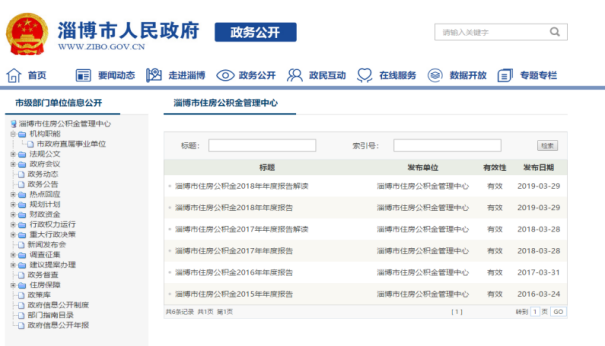 淄博市人民政府
WWW.ZIBO.GOV.CN
政务公开
请输入关键字
首页 要闻动态 走进淄博 政务公开 政民互动 在线服务 数据开放 专题专栏
市级部门单位信息公开
淄博市住房公积金管理中心
机构职能
市政府直属事业单位
法规公文
政府会议
政务动态
政务公告
热点回应
规划计划
财政资金
行政权力运行
重大行政决策
新闻发布会
调查征集
建议提案办理
政务督查
住房保障
政策库
政府信息公开制度
部门指南目录
政府信息公开年报
淄博市住房公积金管理中心
标题: 索引号: 检索
标题 发布单位 有效性 发布日期
淄博市住房公积金2018年年度报告解读 淄博市住房公积金管理中心 有效 2019-03-29
淄博市住房公积金2018年年度报告 淄博市住房公积金管理中心 有效 2019-03-29
淄博市住房公积金2017年年度报告解读 淄博市住房公积金管理中心 有效 2018-03-28
淄博市住房公积金2017年年度报告 淄博市住房公积金管理中心 有效 2018-03-28
淄博市住房公积金2016年年度报告 淄博市住房公积金管理中心 有效 2017-03-31
淄博市住房公积金2015年年度报告 淄博市住房公积金管理中心 有效 2016-03-24
共6条记录 共1页 第1页 [1] 转到 1 页 GO